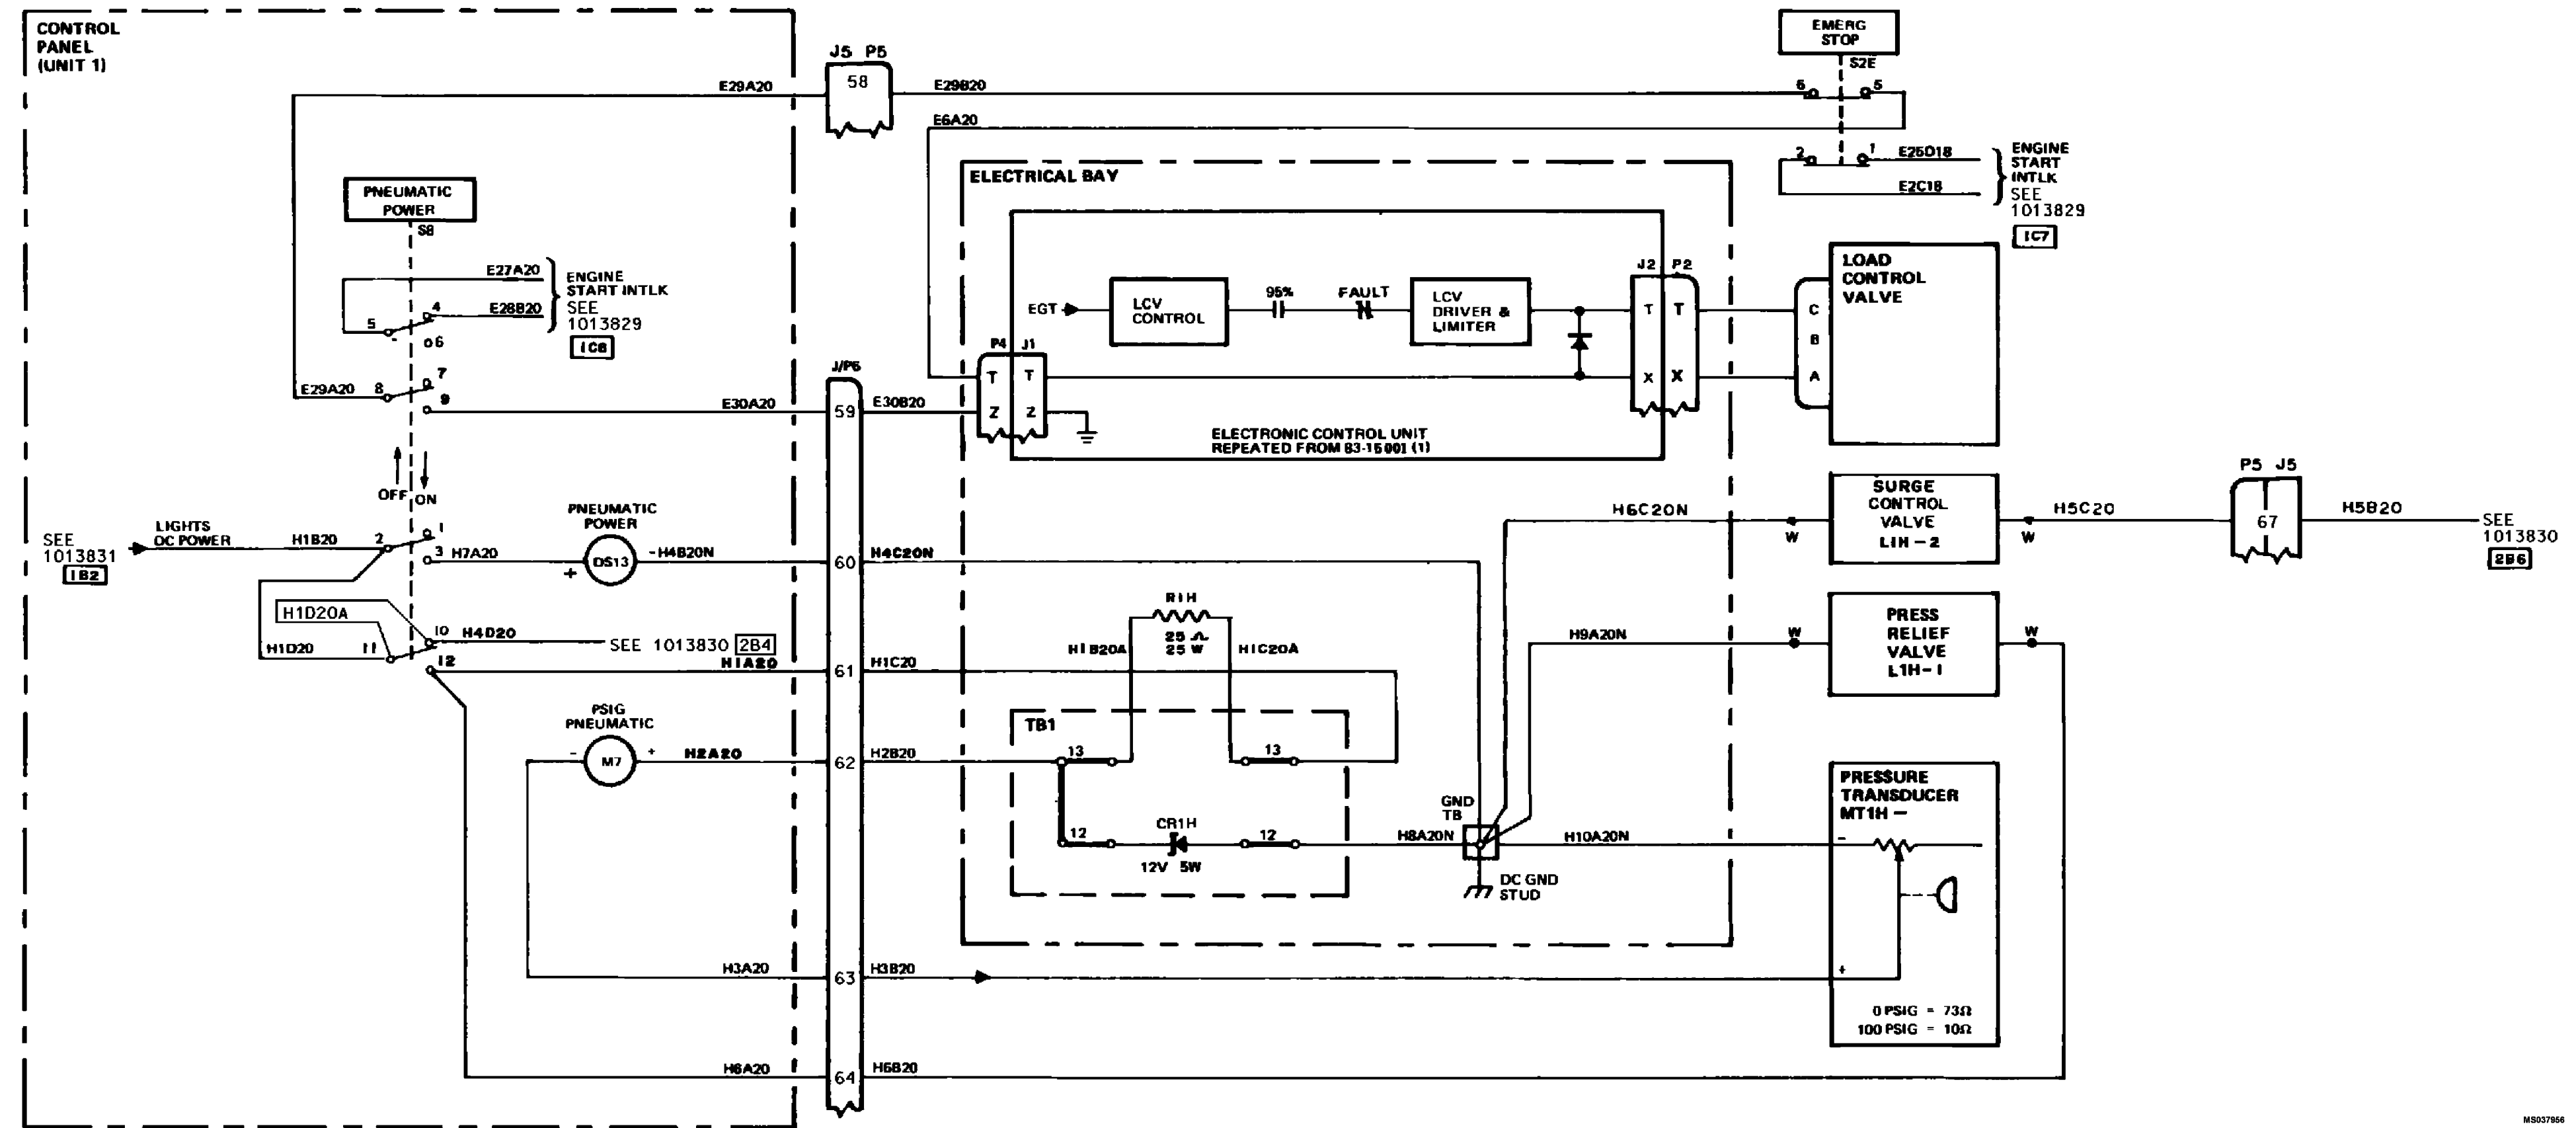 CONTROL
PANEL
(UNIT 1)
J5 P5
58
E29A20
E29B20
E6A20
EMERG
STOP
S2E
6
5
2
1
E25D18
E2C18
ENGINE
START
INTLK
SEE
1013829
1C7
PNEUMATIC
POWER
S8
E27A20
E28B20
ENGINE
START INTLK
SEE
1013829
1C8
4
5
6
7
E29A20
8
9
E30A20
J/P5
59
E30B20
ELECTRICAL BAY
EGT
LCV
CONTROL
95%
FAULT
LCV
DRIVER &
LIMITER
J2 P2
T T
X X
P4 J1
T T
Z Z
ELECTRONIC CONTROL UNIT
REPEATED FROM 83-15001 (1)
LOAD
CONTROL
VALVE
C
B
A
OFF
ON
SEE
1013831
1B2
LIGHTS
DC POWER
H1B20
2
1
3
H7A20
PNEUMATIC
POWER
+
DS13
-H4B20N
60
H4C20N
H6C20N
W
SURGE
CONTROL
VALVE
L1H-2
W
H5C20
P5 J5
67
H5B20
SEE
1013830
2B6
H1D20A
H1D20
11
10
H4D20
SEE 1013830 2B4
12
H1A20
61
H1C20
R1H
25 Ω
25 W
H1B20A
H1C20A
H9A20N
W
PRESS
RELIEF
VALVE
L1H-1
W
PSIG
PNEUMATIC
-
M7
+
H2A20
62
H2B20
TB1
13
13
12
CR1H
12V 5W
12
H8A20N
GND
TB
H10A20N
DC GND
STUD
PRESSURE
TRANSDUCER
MT1H -
-
+
0 PSIG = 73Ω
100 PSIG = 10Ω
H3A20
63
H3B20
H6A20
64
H6B20
MS037956